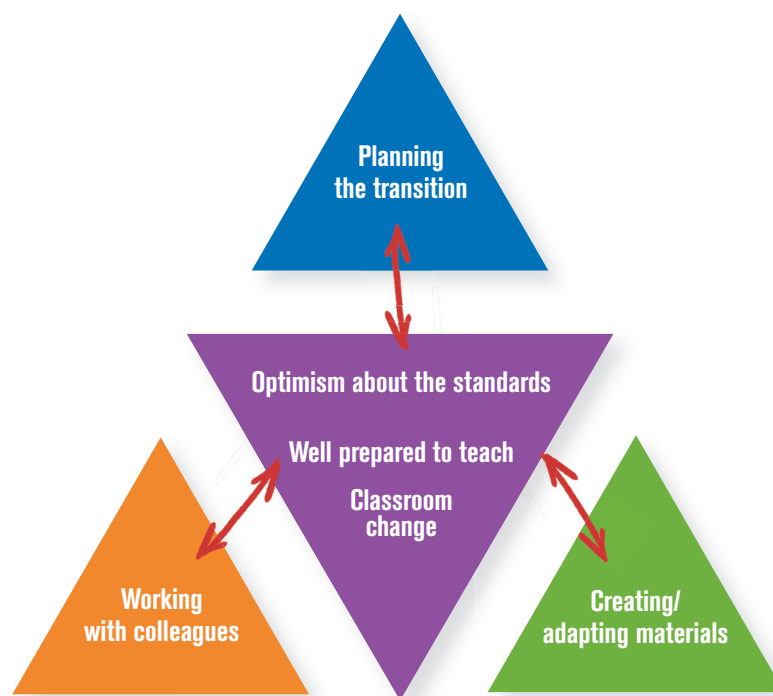 Planning
the transition
Optimism about the standards
Well prepared to teach
Classroom
change
Working
with colleagues
Creating/
adapting materials